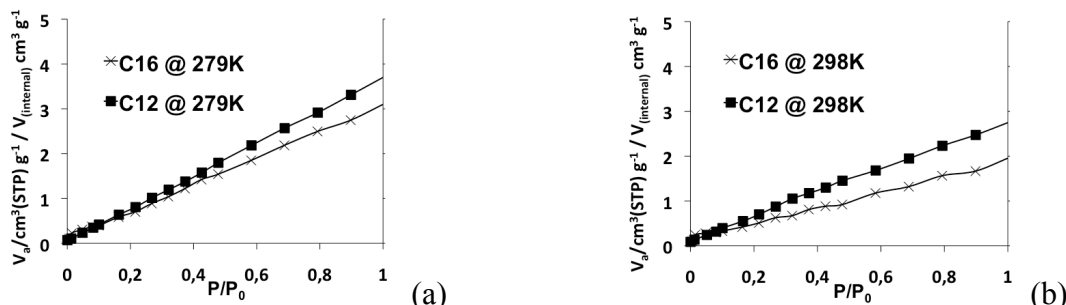 V_a/cm³(STP) g⁻¹ / V_(internal) cm³ g⁻¹
5
4
3
2
1
0
C16 @ 279K
C12 @ 279K
0 0,2 0,4 0,6 0,8 1
P/P₀
(a)
V_a/cm³(STP) g⁻¹ / V_(internal) cm³ g⁻¹
5
4
3
2
1
0
C16 @ 298K
C12 @ 298K
0 0,2 0,4 0,6 0,8 1
P/P₀
(b)